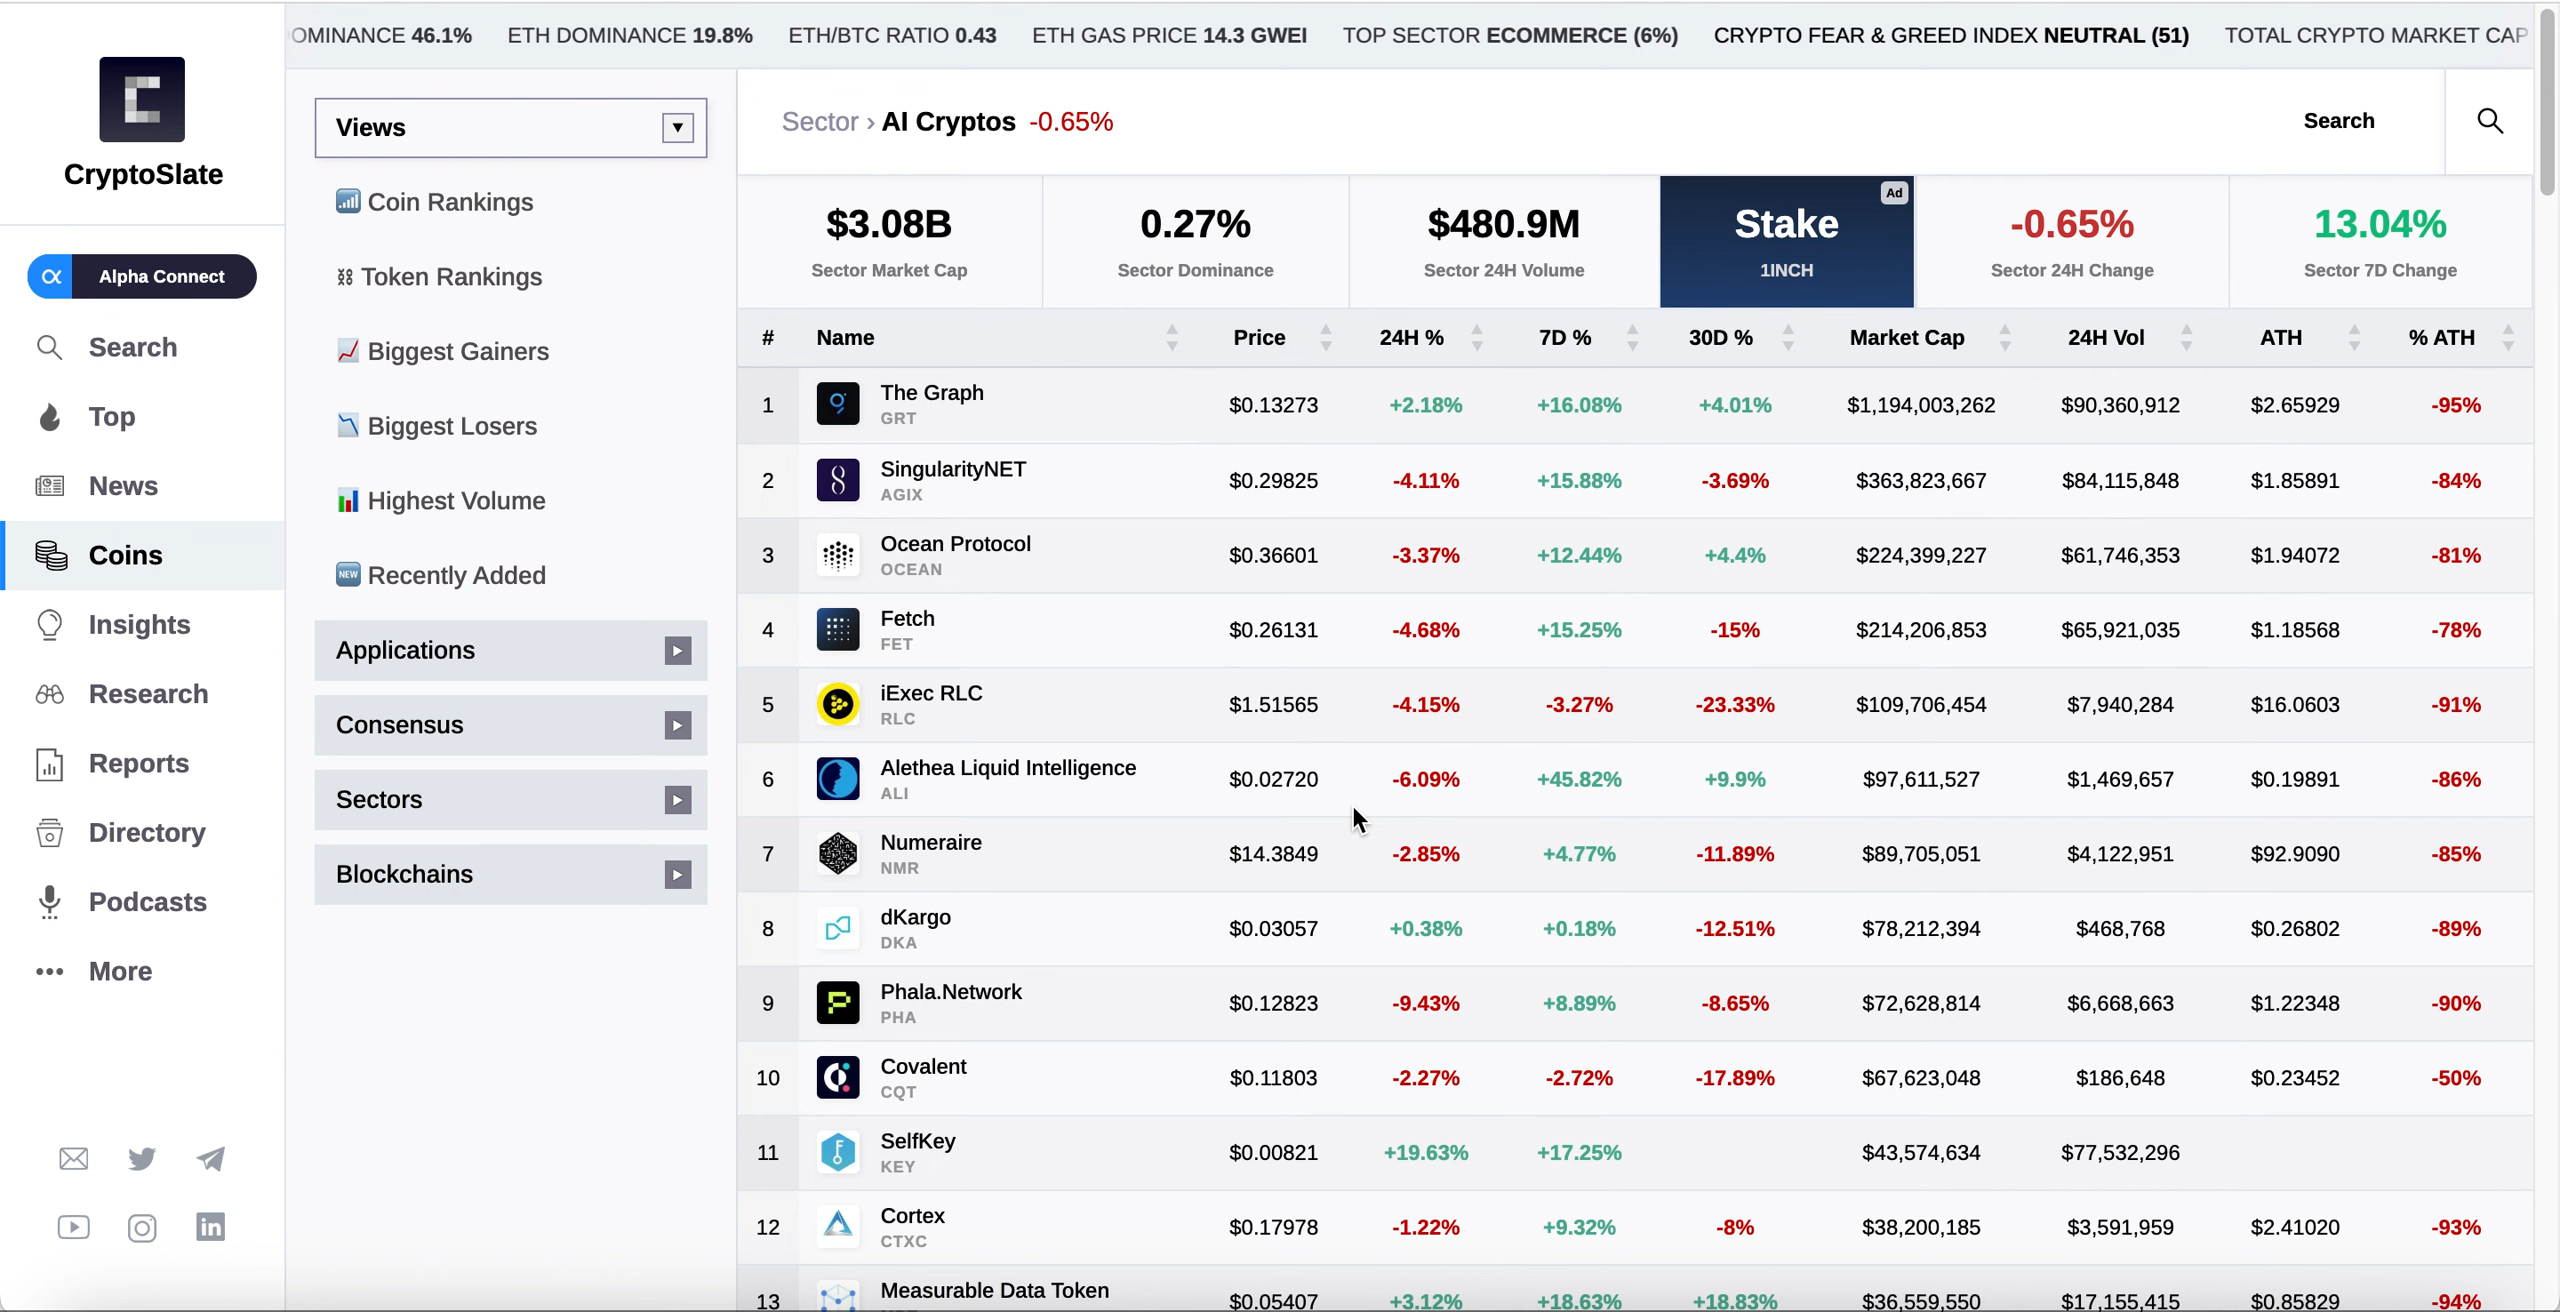 OMINANCE 46.1% ETH DOMINANCE 19.8% ETH/BTC RATIO 0.43 ETH GAS PRICE 14.3 GWEI TOP SECTOR ECOMMERCE (6%) CRYPTO FEAR & GREED INDEX NEUTRAL (51) TOTAL CRYPTO MARKET CAP
CryptoSlate
Alpha Connect
Search
Top
News
Coins
Insights
Research
Reports
Directory
Podcasts
More
Views
Coin Rankings
Token Rankings
Biggest Gainers
Biggest Losers
Highest Volume
NEW Recently Added
Applications
Consensus
Sectors
Blockchains
Sector › AI Cryptos -0.65%
Search
$3.08B
Sector Market Cap
0.27%
Sector Dominance
$480.9M
Sector 24H Volume
Ad
Stake
1INCH
-0.65%
Sector 24H Change
13.04%
Sector 7D Change
# Name Price 24H % 7D % 30D % Market Cap 24H Vol ATH % ATH
1 The Graph GRT $0.13273 +2.18% +16.08% +4.01% $1,194,003,262 $90,360,912 $2.65929 -95%
2 SingularityNET AGIX $0.29825 -4.11% +15.88% -3.69% $363,823,667 $84,115,848 $1.85891 -84%
3 Ocean Protocol OCEAN $0.36601 -3.37% +12.44% +4.4% $224,399,227 $61,746,353 $1.94072 -81%
4 Fetch FET $0.26131 -4.68% +15.25% -15% $214,206,853 $65,921,035 $1.18568 -78%
5 iExec RLC RLC $1.51565 -4.15% -3.27% -23.33% $109,706,454 $7,940,284 $16.0603 -91%
6 Alethea Liquid Intelligence ALI $0.02720 -6.09% +45.82% +9.9% $97,611,527 $1,469,657 $0.19891 -86%
7 Numeraire NMR $14.3849 -2.85% +4.77% -11.89% $89,705,051 $4,122,951 $92.9090 -85%
8 dKargo DKA $0.03057 +0.38% +0.18% -12.51% $78,212,394 $468,768 $0.26802 -89%
9 Phala.Network PHA $0.12823 -9.43% +8.89% -8.65% $72,628,814 $6,668,663 $1.22348 -90%
10 Covalent CQT $0.11803 -2.27% -2.72% -17.89% $67,623,048 $186,648 $0.23452 -50%
11 SelfKey KEY $0.00821 +19.63% +17.25% $43,574,634 $77,532,296
12 Cortex CTXC $0.17978 -1.22% +9.32% -8% $38,200,185 $3,591,959 $2.41020 -93%
13 Measurable Data Token $0.05407 +3.12% +18.63% +18.83% $36,559,550 $17,155,415 $0.85829 -94%